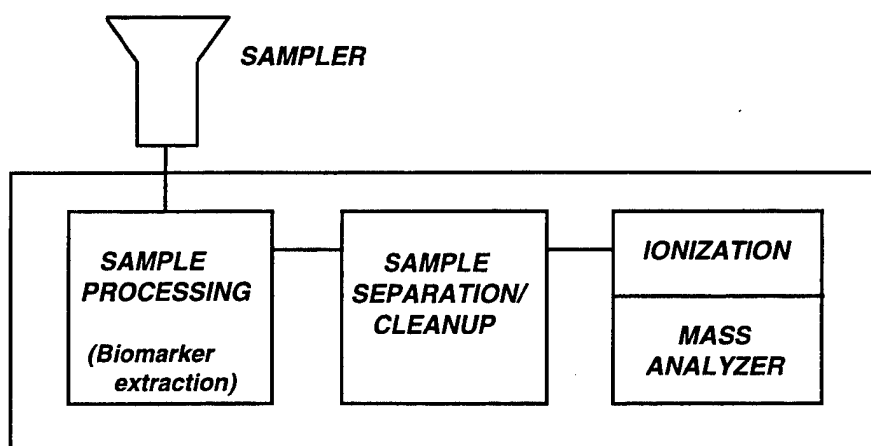 SAMPLER
SAMPLE
PROCESSING
(Biomarker
extraction)
SAMPLE
SEPARATION/
CLEANUP
IONIZATION
MASS
ANALYZER